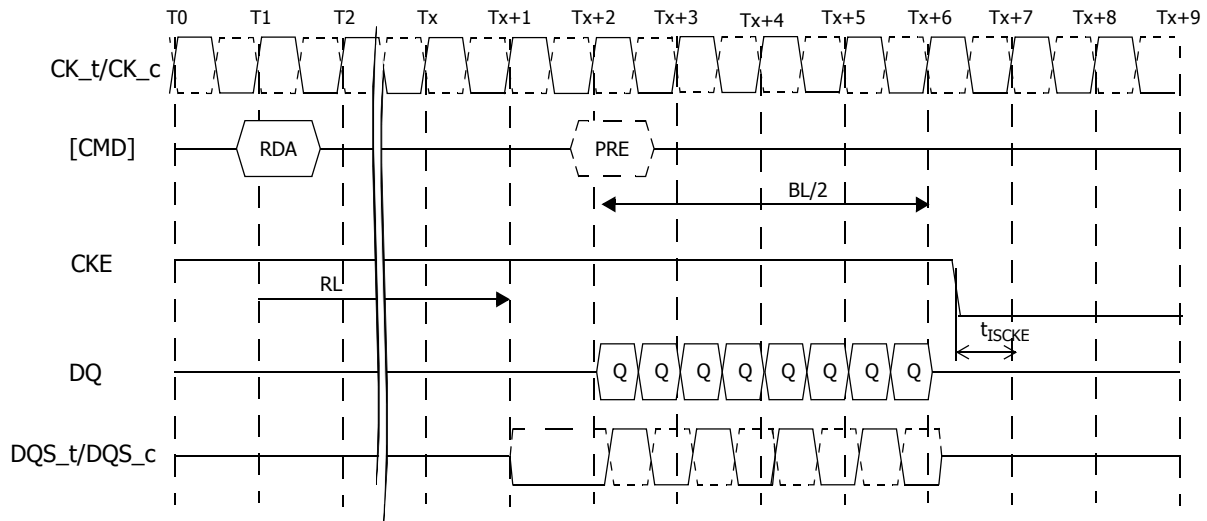 T0 T1 T2 Tx Tx+1 Tx+2 Tx+3 Tx+4 Tx+5 Tx+6 Tx+7 Tx+8 Tx+9
CK_t/CK_c
[CMD] RDA PRE
BL/2
CKE
RL
tISCKE
DQ Q Q Q Q Q Q Q Q
DQS_t/DQS_c